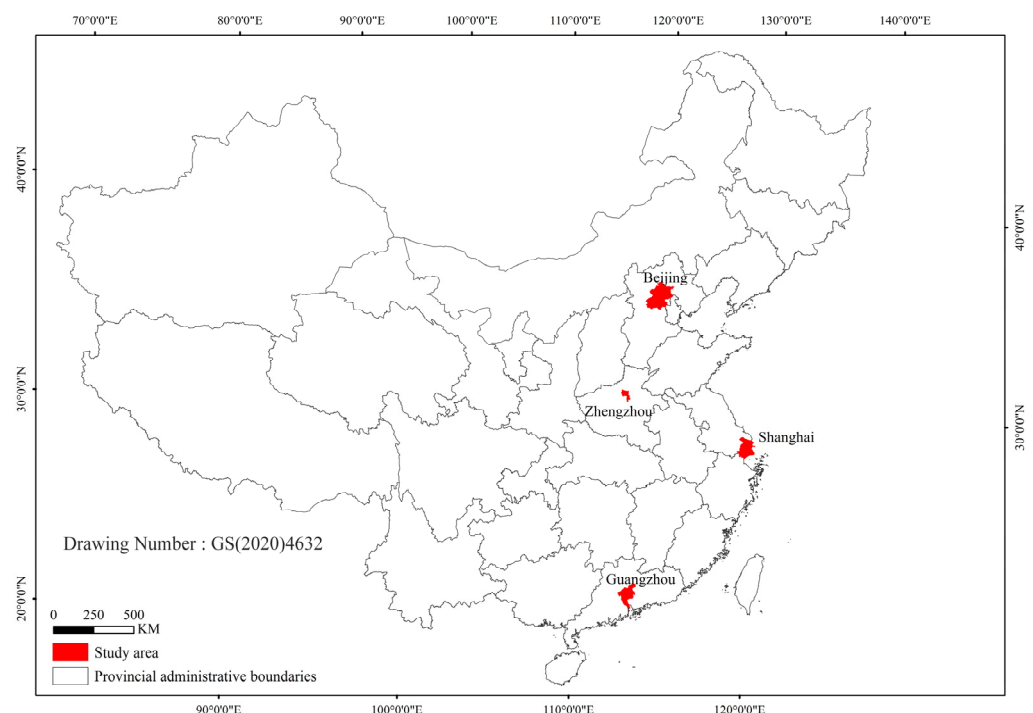 70°0'0"E 80°0'0"E 90°0'0"E 100°0'0"E 110°0'0"E 120°0'0"E 130°0'0"E 140°0'0"E
40°0'0"N
40°0'0"N
Beijing
30°0'0"N
Zhengzhou
30°0'0"N
Shanghai
Drawing Number : GS(2020)4632
Guangzhou
20°0'0"N
0 250 500
KM
Study area
Provincial administrative boundaries
90°0'0"E 100°0'0"E 110°0'0"E 120°0'0"E